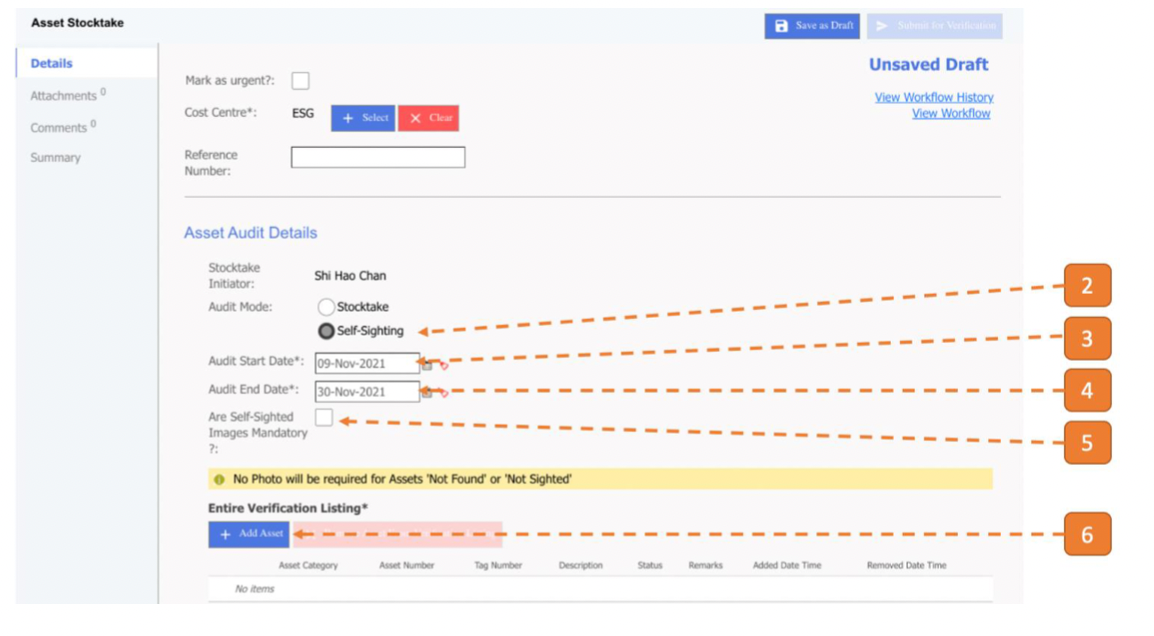 Asset Stocktake
Save as Draft
Submit for Verification
Details
Attachments 0
Comments 0
Summary
Mark as urgent?:
Cost Centre*:
ESG
+ Select
X Clear
Reference
Number:
Unsaved Draft
View Workflow History
View Workflow
Asset Audit Details
Stocktake
Initiator:
Shi Hao Chan
Audit Mode:
Stocktake
Self-Sighting
2
Audit Start Date*:
09-Nov-2021
3
Audit End Date*:
30-Nov-2021
4
Are Self-Sighted
Images Mandatory
?:
5
No Photo will be required for Assets 'Not Found' or 'Not Sighted'
Entire Verification Listing*
+ Add Asset
6
Asset Category Asset Number Tag Number Description Status Remarks Added Date Time Removed Date Time
No items